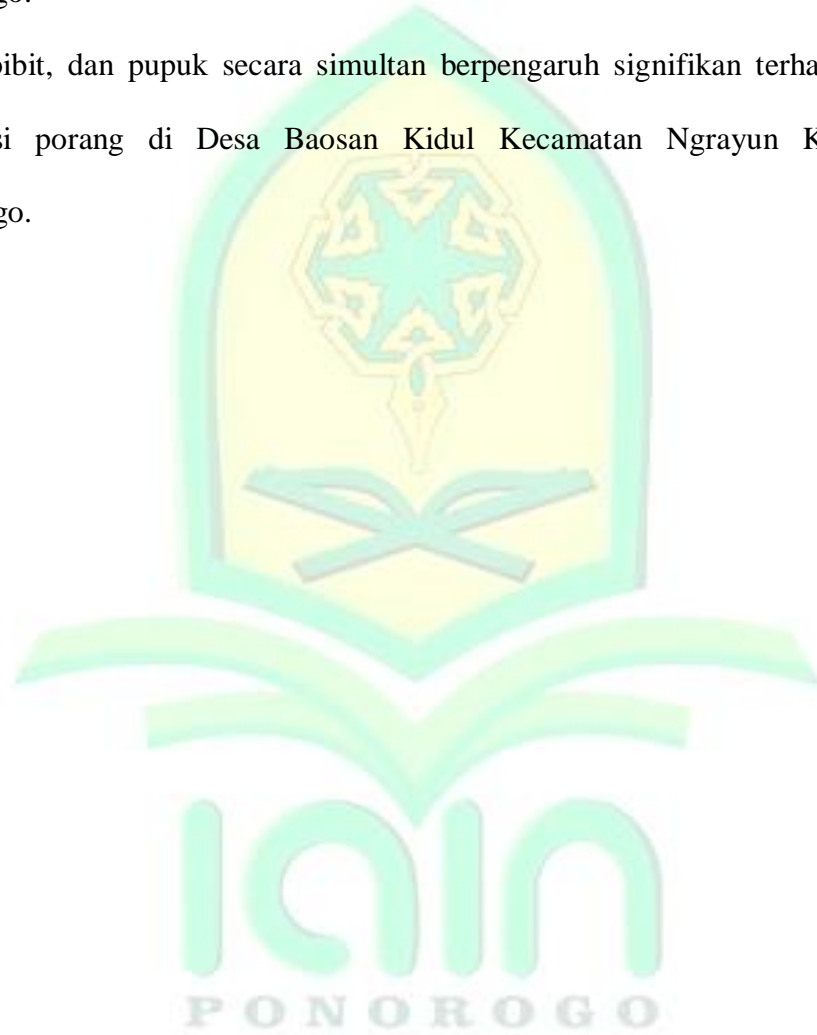 go.
bibit, dan pupuk secara simultan berpengaruh signifikan terha
si porang di Desa Baosan Kidul Kecamatan Ngrayun K
go.
IAIN
PONOROGO